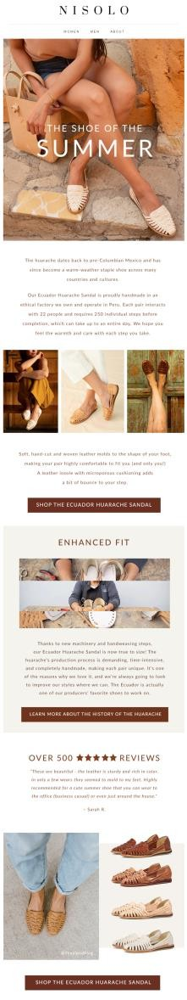 NISOLO
WOMEN MEN ABOUT
THE SHOE OF THE
SUMMER
The huarache dates back to pre-Columbian Mexico and has
since become a warm-weather staple shoe across many
countries and cultures.
Our Ecuador Huarache Sandal is proudly handmade in an
ethical factory we own and operate in Peru. Each pair interacts
with 22 people and requires 250 individual steps before
completion, which can take up to an entire day. We hope you
feel the warmth and care with each step you take.
Soft, hand-cut and woven leather molds to the shape of your foot,
making your pair highly comfortable to fit you (and only you!)
A leather insole with microporous cushioning adds
a bit of bounce to your step.
SHOP THE ECUADOR HUARACHE SANDAL
ENHANCED FIT
Thanks to new machinery and handweaving steps,
our Ecuador Huarache Sandal is now true to size! The
huarache's production process is demanding, time-intensive,
and completely handmade, making each pair unique. It's one
of the reasons why we love it, and we're always looking
to improve our styles where we can. The Ecuador is actually
one of our producers' favorite shoes to work on.
LEARN MORE ABOUT THE HISTORY OF THE HUARACHE
OVER 500 ★★★★★ REVIEWS
"These are beautiful - the leather is sturdy and rich in color.
In only a few wears they seemed to mold to my feet. Highly
recommended for a cute summer shoe that you can wear to
the office (business casual) or even just around the house."
– Sarah R.
SHOP THE ECUADOR HUARACHE SANDAL